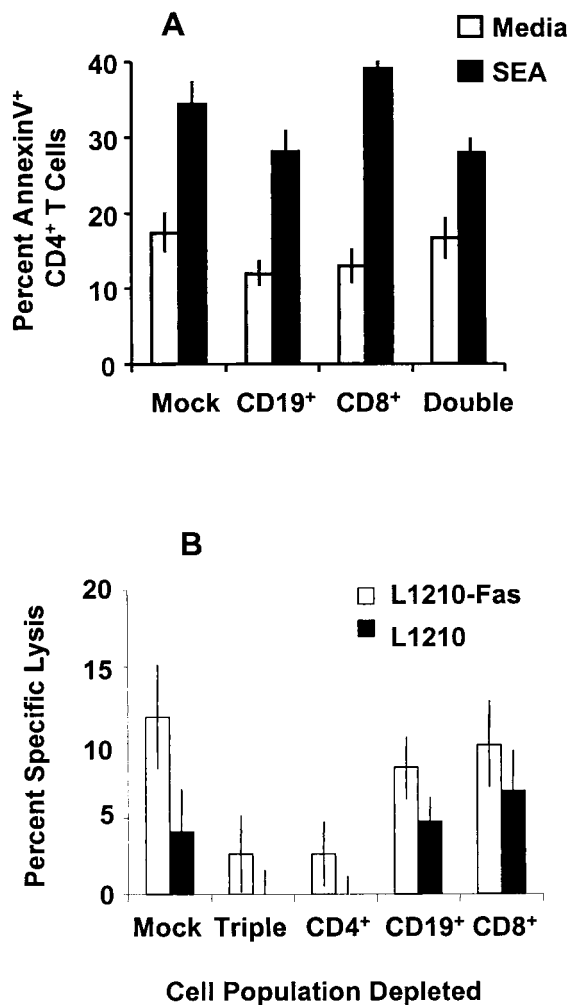 A
Media
SEA
Percent AnnexinV⁺
CD4⁺ T Cells
40
30
20
10
0
Mock CD19⁺ CD8⁺ Double
B
L1210-Fas
L1210
Percent Specific Lysis
20
15
10
5
0
Mock Triple CD4⁺ CD19⁺ CD8⁺
Cell Population Depleted